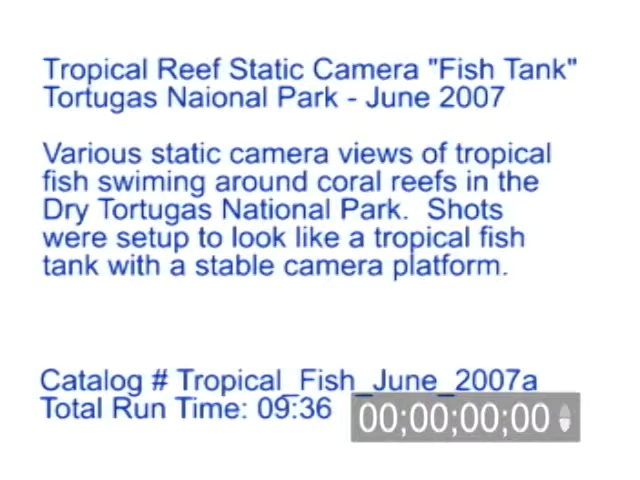 Tropical Reef Static Camera "Fish Tank"
Tortugas Naional Park - June 2007
Various static camera views of tropical
fish swiming around coral reefs in the
Dry Tortugas National Park.  Shots
were setup to look like a tropical fish
tank with a stable camera platform.
Catalog # Tropical_Fish_June_2007a
Total Run Time: 09:36
00;00;00;00